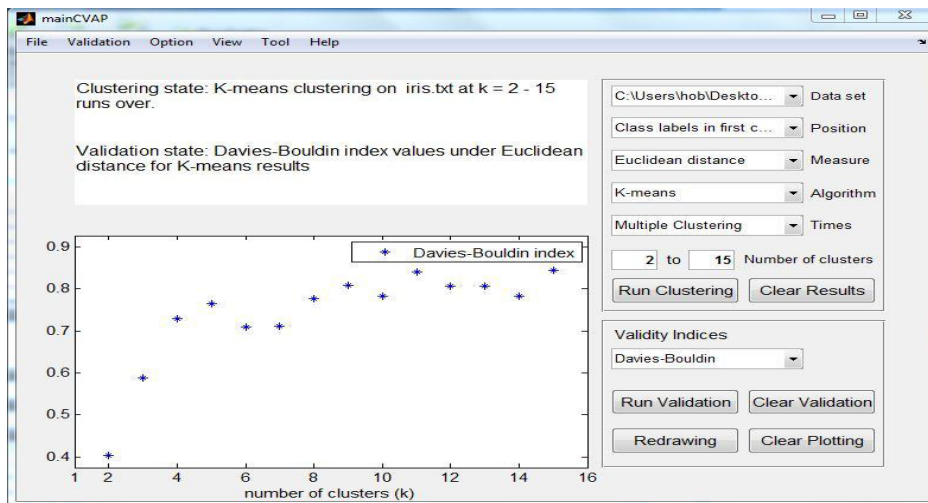 mainCVAP
File Validation Option View Tool Help
Clustering state: K-means clustering on iris.txt at k = 2 - 15
runs over.
Validation state: Davies-Bouldin index values under Euclidean
distance for K-means results
C:\Users\hob\Deskto... Data set
Class labels in first c... Position
Euclidean distance Measure
K-means Algorithm
Multiple Clustering Times
2 to 15 Number of clusters
Run Clustering Clear Results
Validity Indices
Davies-Bouldin
Run Validation Clear Validation
Redrawing Clear Plotting
Davies-Bouldin index
0.9
0.8
0.7
0.6
0.5
0.4
1 2 4 6 8 10 12 14 16
number of clusters (k)